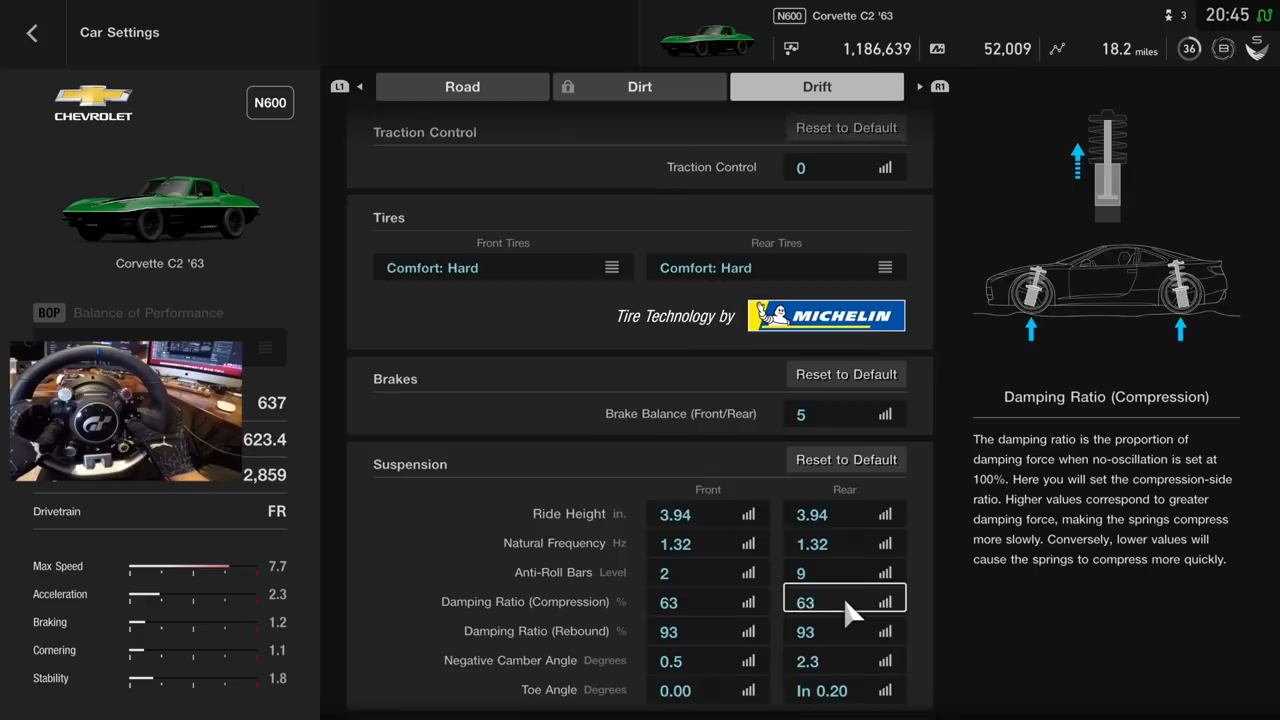 Car Settings
N600 Corvette C2 '63
1,186,639 52,009 18.2 miles 36 B S
3 20:45
CHEVROLET
N600
Corvette C2 '63
BOP Balance of Performance
637
623.4
2,859
Drivetrain FR
Max Speed 7.7
Acceleration 2.3
Braking 1.2
Cornering 1.1
Stability 1.8
GT
L1 Road Dirt Drift R1
Traction Control Reset to Default
Traction Control 0
Tires
Front Tires Rear Tires
Comfort: Hard Comfort: Hard
Tire Technology by MICHELIN
Brakes Reset to Default
Brake Balance (Front/Rear) 5
Suspension Reset to Default
Front Rear
Ride Height in. 3.94 3.94
Natural Frequency Hz 1.32 1.32
Anti-Roll Bars Level 2 9
Damping Ratio (Compression) % 63 63
Damping Ratio (Rebound) % 93 93
Negative Camber Angle Degrees 0.5 2.3
Toe Angle Degrees 0.00 In 0.20
Damping Ratio (Compression)
The damping ratio is the proportion of
damping force when no-oscillation is set at
100%. Here you will set the compression-side
ratio. Higher values correspond to greater
damping force, making the springs compress
more slowly. Conversely, lower values will
cause the springs to compress more quickly.